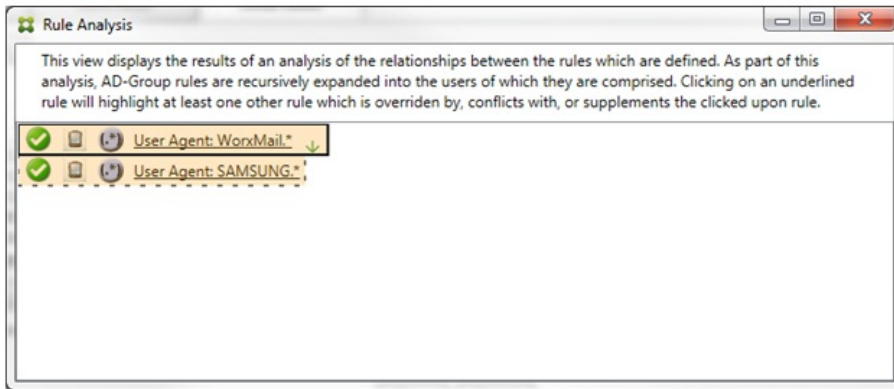 Rule Analysis
This view displays the results of an analysis of the relationships between the rules which are defined. As part of this
analysis, AD-Group rules are recursively expanded into the users of which they are comprised. Clicking on an underlined
rule will highlight at least one other rule which is overriden by, conflicts with, or supplements the clicked upon rule.
(.*) User Agent: WorxMail.*
(.*) User Agent: SAMSUNG.*